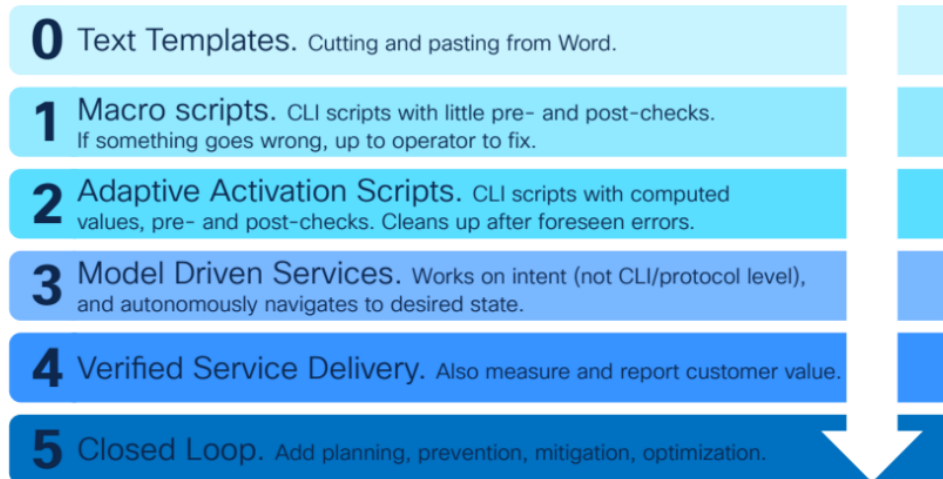 0 Text Templates. Cutting and pasting from Word.
1 Macro scripts. CLI scripts with little pre- and post-checks.
If something goes wrong, up to operator to fix.
2 Adaptive Activation Scripts. CLI scripts with computed
values, pre- and post-checks. Cleans up after foreseen errors.
3 Model Driven Services. Works on intent (not CLI/protocol level),
and autonomously navigates to desired state.
4 Verified Service Delivery. Also measure and report customer value.
5 Closed Loop. Add planning, prevention, mitigation, optimization.